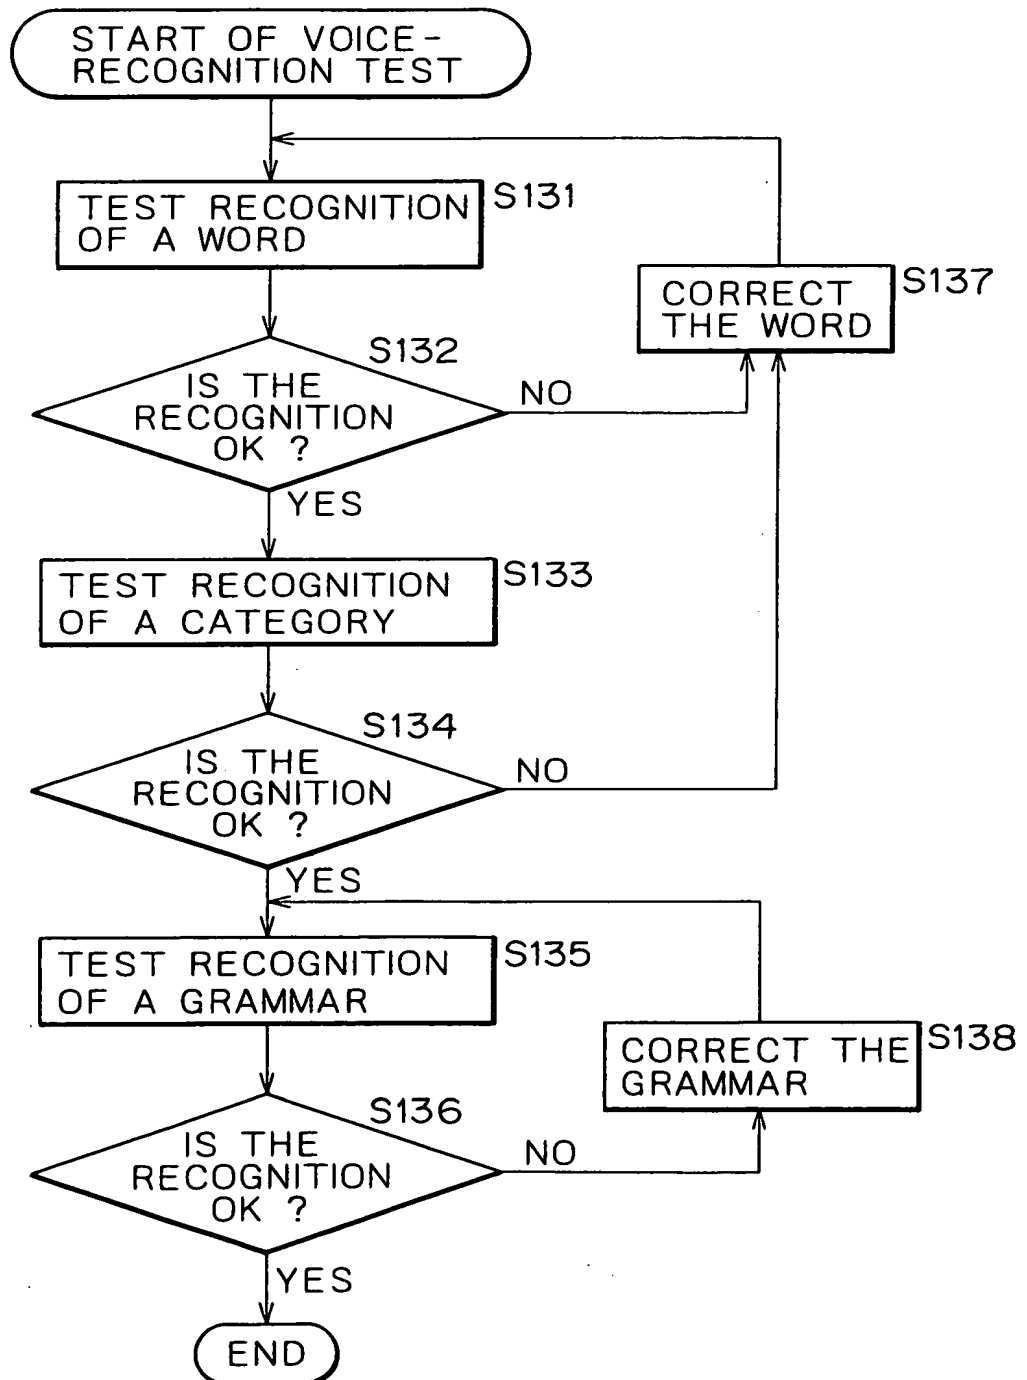 START OF VOICE-
RECOGNITION TEST
TEST RECOGNITION
OF A WORD
S131
CORRECT
THE WORD
S137
S132
IS THE
RECOGNITION
OK ?
NO
YES
TEST RECOGNITION
OF A CATEGORY
S133
S134
IS THE
RECOGNITION
OK ?
NO
YES
TEST RECOGNITION
OF A GRAMMAR
S135
CORRECT THE
GRAMMAR
S138
S136
IS THE
RECOGNITION
OK ?
NO
YES
END